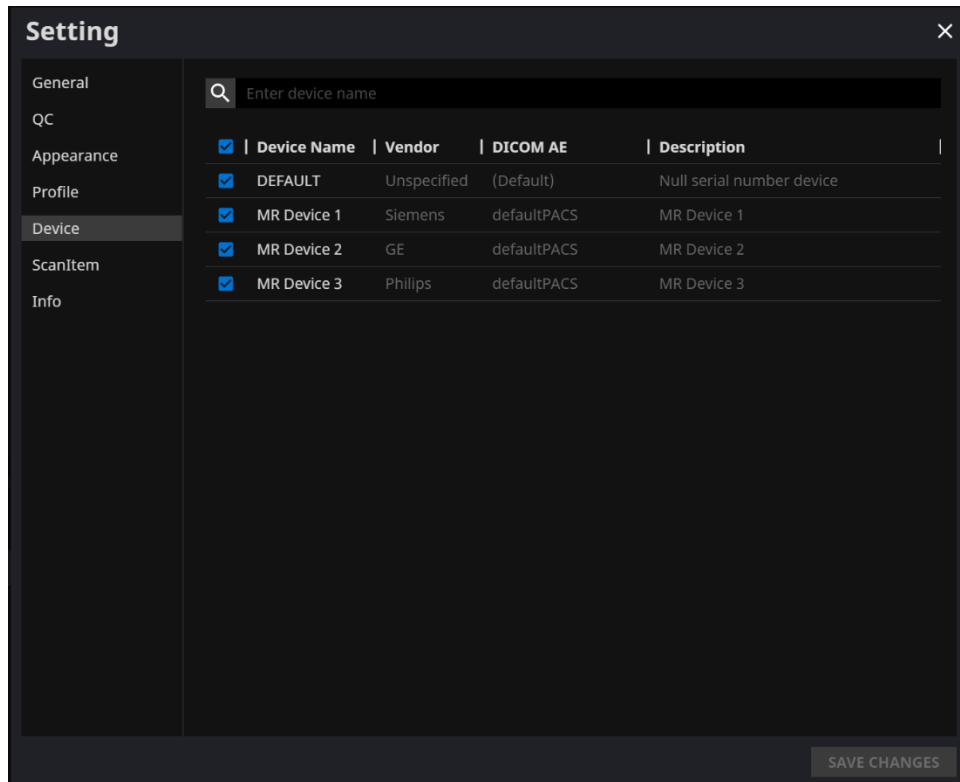 Setting
General
QC
Appearance
Profile
Device
ScanItem
Info
Enter device name
Device Name Vendor DICOM AE Description
DEFAULT Unspecified (Default) Null serial number device
MR Device 1 Siemens defaultPACS MR Device 1
MR Device 2 GE defaultPACS MR Device 2
MR Device 3 Philips defaultPACS MR Device 3
SAVE CHANGES